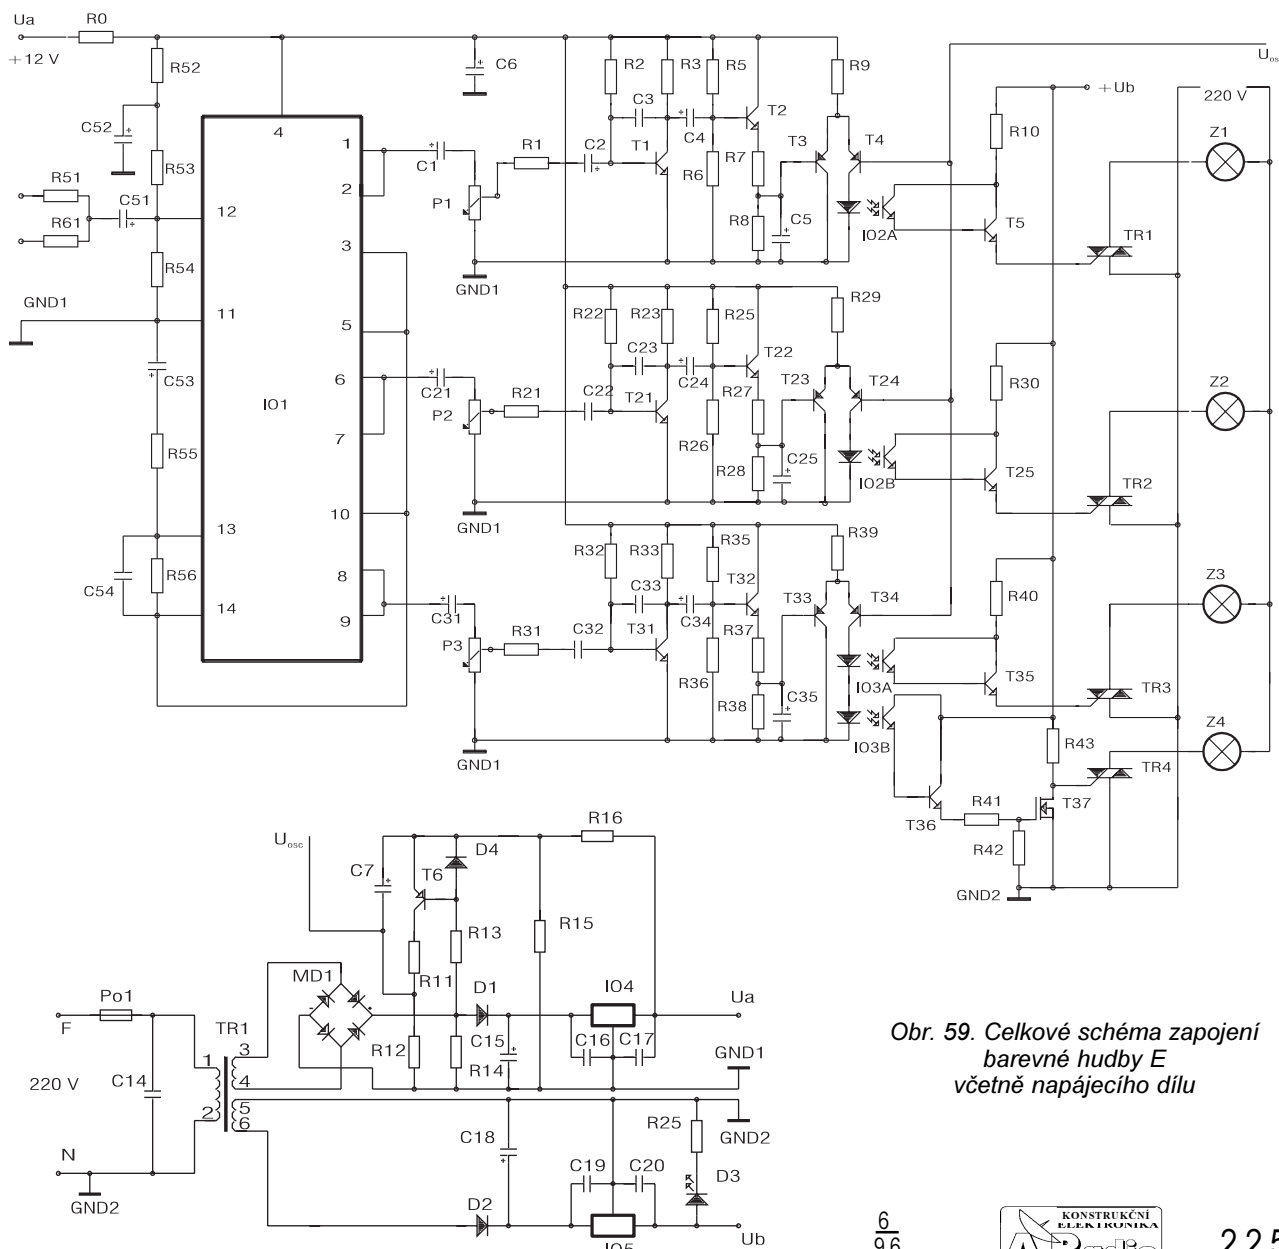 Ua
R0
+12 V
R52
C52
R53
R51
R61
C51
R54
GND1
C53
R55
C54
R56
4
1
2
12
3
11
5
6
IO1
7
13
10
8
14
9
C6
C1
P1
R1
C2
R2
R3
R5
C3
C4
T1
T2
R6
R7
R8
C5
T3
T4
R9
IO2A
GND1
+Ub
220 V
R10
T5
TR1
Z1
C21
P2
R21
C22
R22
R23
R25
C23
C24
T21
T22
R26
R27
R28
C25
T23
T24
R29
IO2B
GND1
R30
T25
TR2
Z2
C31
P3
R31
C32
R32
R33
R35
C33
C34
T31
T32
R36
R37
R38
C35
T33
T34
R39
IO3A
IO3B
GND1
R40
T35
TR3
Z3
R43
TR4
Z4
T36
R41
T37
R42
GND2
Uosc
C7
T6
D4
R16
R11
R13
R15
MD1
D1
IO4
Ua
Po1
F
TR1
1
3
4
R12
R14
C15
C16
C17
GND1
220 V
C14
2
5
6
C18
R25
GND2
N
GND2
D2
C19
C20
D3
IO5
Ub
Obr. 59. Celkové schéma zapojení
barevné hudby E
včetně napájecího dílu
6
96
KONSTRUKČNÍ
ELEKTRONIKA
225